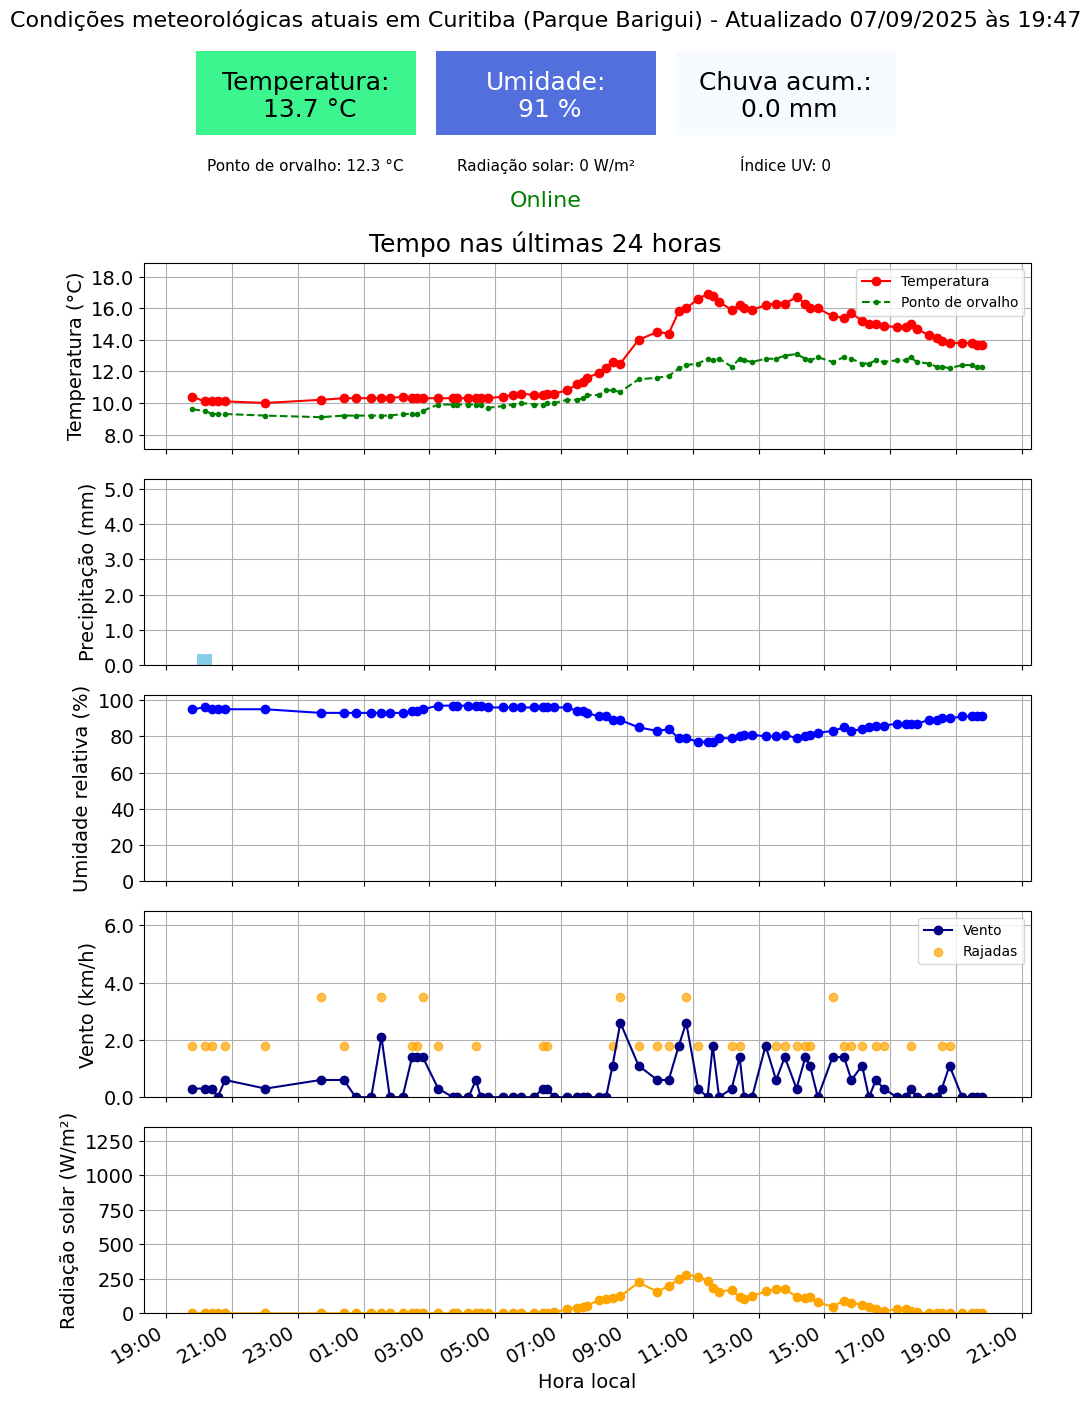 Condições meteorológicas atuais em Curitiba (Parque Barigui) - Atualizado 07/09/2025 às 19:47
Temperatura:
13.7 °C
Umidade:
91 %
Chuva acum.:
0.0 mm
Ponto de orvalho: 12.3 °C
Radiação solar: 0 W/m²
Índice UV: 0
Online
Tempo nas últimas 24 horas
Temperatura (°C)
18.0
16.0
14.0
12.0
10.0
8.0
Temperatura
Ponto de orvalho
Precipitação (mm)
5.0
4.0
3.0
2.0
1.0
0.0
Umidade relativa (%)
100
80
60
40
20
0
Vento (km/h)
6.0
4.0
2.0
0.0
Vento
Rajadas
Radiação solar (W/m²)
1250
1000
750
500
250
0
19:00
21:00
23:00
01:00
03:00
05:00
07:00
09:00
11:00
13:00
15:00
17:00
19:00
21:00
Hora local